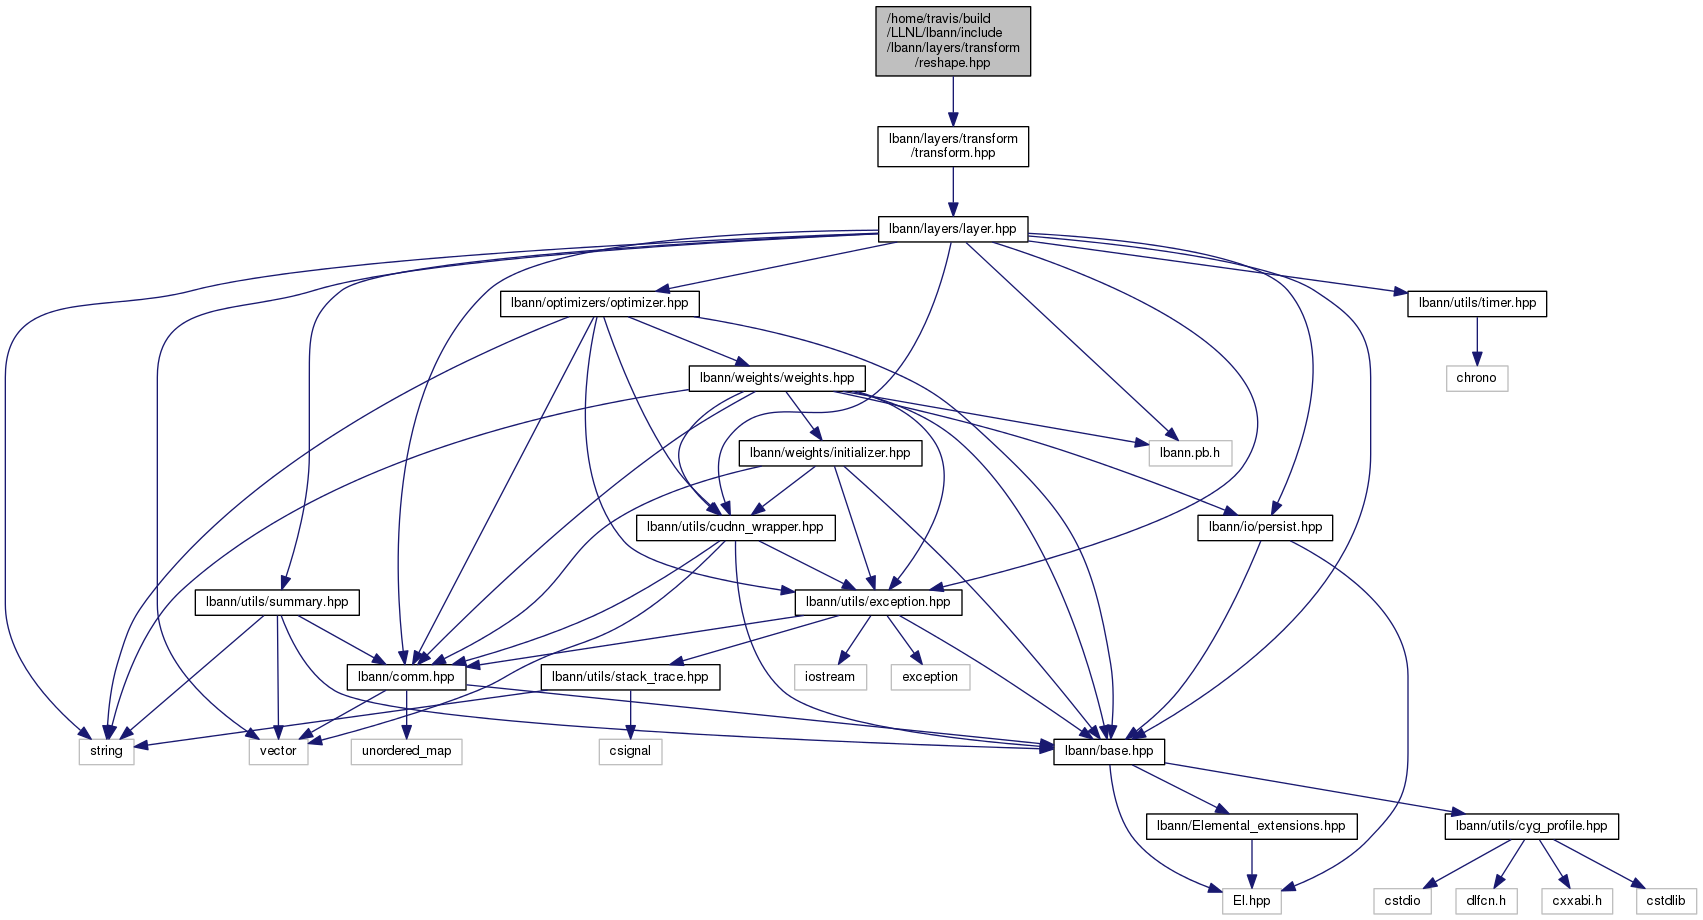 /home/travis/build
/LLNL/lbann/include
/lbann/layers/transform
/reshape.hpp
lbann/layers/transform
/transform.hpp
lbann/layers/layer.hpp
lbann/optimizers/optimizer.hpp
lbann/utils/timer.hpp
lbann/weights/weights.hpp
chrono
lbann/weights/initializer.hpp
lbann.pb.h
lbann/utils/cudnn_wrapper.hpp
lbann/io/persist.hpp
lbann/utils/summary.hpp
lbann/utils/exception.hpp
lbann/comm.hpp
lbann/utils/stack_trace.hpp
iostream
exception
string
vector
unordered_map
csignal
lbann/base.hpp
lbann/Elemental_extensions.hpp
lbann/utils/cyg_profile.hpp
El.hpp
cstdio
dlfcn.h
cxxabi.h
cstdlib